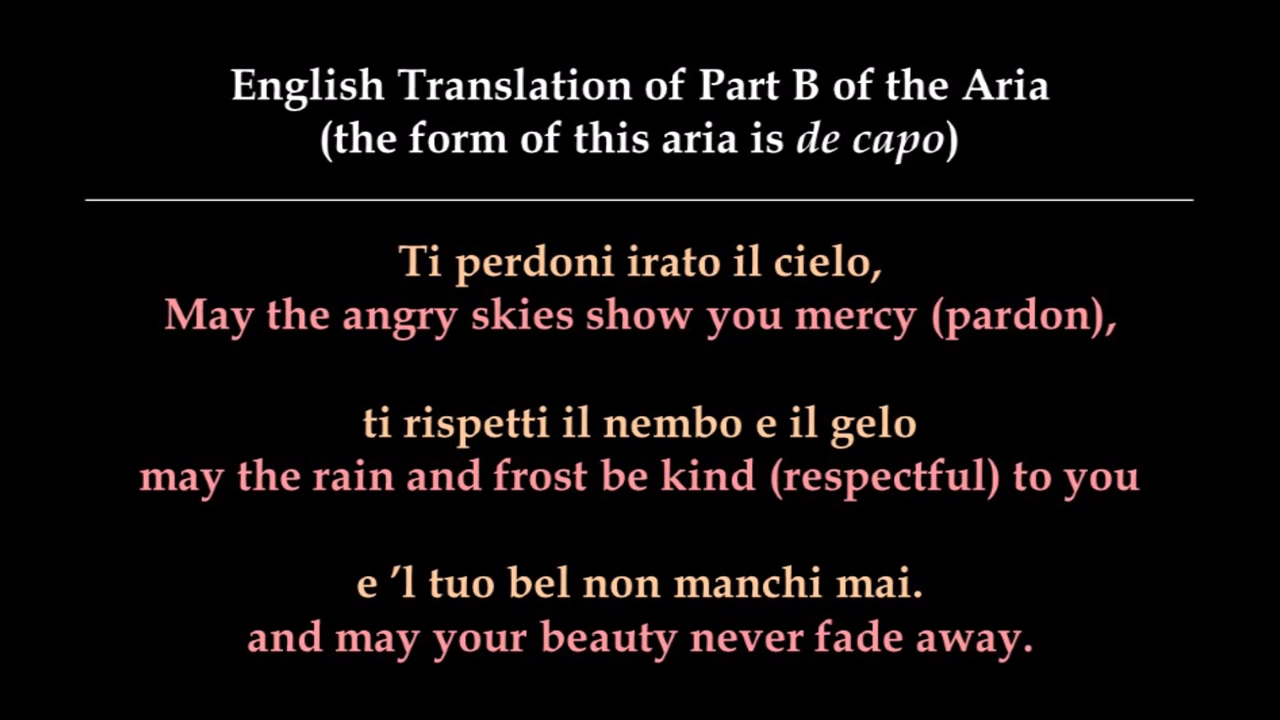 English Translation of Part B of the Aria
(the form of this aria is de capo)
Ti perdoni irato il cielo,
May the angry skies show you mercy (pardon),
ti rispetti il nembo e il gelo
may the rain and frost be kind (respectful) to you
e ’l tuo bel non manchi mai.
and may your beauty never fade away.